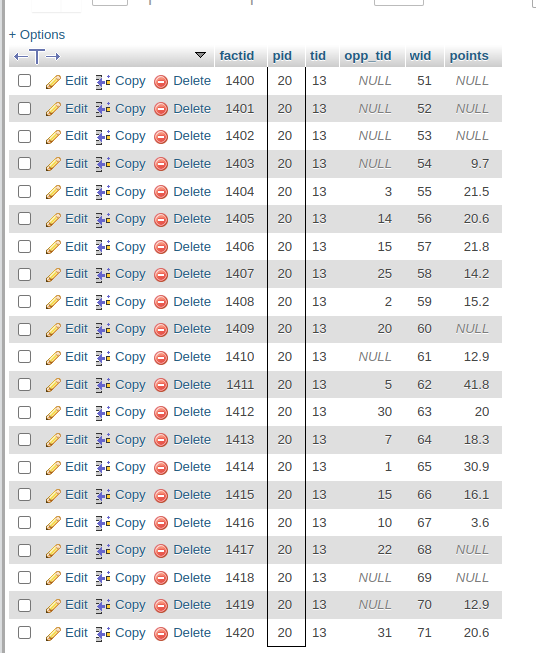 + Options
←T→ factid pid tid opp_tid wid points
Edit Copy Delete 1400 20 13 NULL 51 NULL
Edit Copy Delete 1401 20 13 NULL 52 NULL
Edit Copy Delete 1402 20 13 NULL 53 NULL
Edit Copy Delete 1403 20 13 NULL 54 9.7
Edit Copy Delete 1404 20 13 3 55 21.5
Edit Copy Delete 1405 20 13 14 56 20.6
Edit Copy Delete 1406 20 13 15 57 21.8
Edit Copy Delete 1407 20 13 25 58 14.2
Edit Copy Delete 1408 20 13 2 59 15.2
Edit Copy Delete 1409 20 13 20 60 NULL
Edit Copy Delete 1410 20 13 NULL 61 12.9
Edit Copy Delete 1411 20 13 5 62 41.8
Edit Copy Delete 1412 20 13 30 63 20
Edit Copy Delete 1413 20 13 7 64 18.3
Edit Copy Delete 1414 20 13 1 65 30.9
Edit Copy Delete 1415 20 13 15 66 16.1
Edit Copy Delete 1416 20 13 10 67 3.6
Edit Copy Delete 1417 20 13 22 68 NULL
Edit Copy Delete 1418 20 13 NULL 69 NULL
Edit Copy Delete 1419 20 13 NULL 70 12.9
Edit Copy Delete 1420 20 13 31 71 20.6